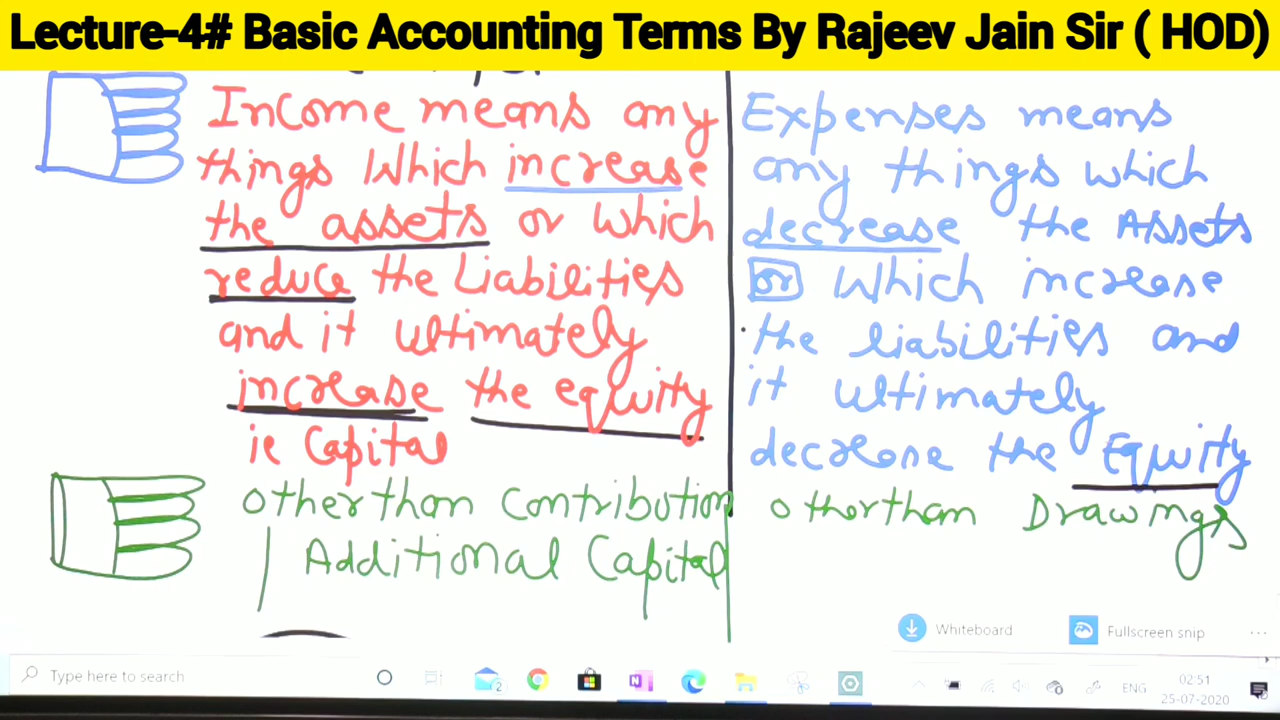 Lecture-4# Basic Accounting Terms By Rajeev Jain Sir ( HOD)
Income means any
things Which increase
the assets or which
reduce the Liabilities
and it ultimately
increase the equity
ie Capital
otherthan Contribution
Additional Capital
Expenses means
any things which
decrease the Assets
or Which increase
the liabilities and
it ultimately
decrease the Equity
otherthan Drawings
Whiteboard
Fullscreen snip
Type here to search
2
ENG
02:51
25-07-2020